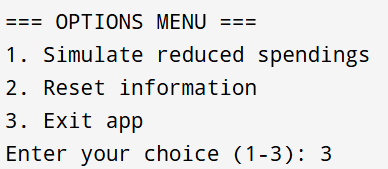 === OPTIONS MENU ===
1. Simulate reduced spendings
2. Reset information
3. Exit app
Enter your choice (1-3): 3